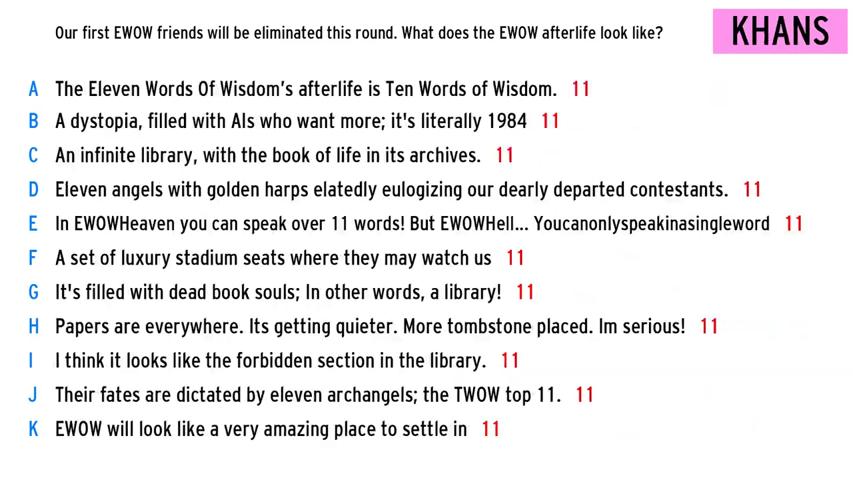 Our first EWOW friends will be eliminated this round. What does the EWOW afterlife look like?
KHANS
A The Eleven Words Of Wisdom's afterlife is Ten Words of Wisdom. 11
B A dystopia, filled with AIs who want more; it's literally 1984 11
C An infinite library, with the book of life in its archives. 11
D Eleven angels with golden harps elatedly eulogizing our dearly departed contestants. 11
E In EWOWHeaven you can speak over 11 words! But EWOWHell... Youcanonlyspeakinasingleword 11
F A set of luxury stadium seats where they may watch us 11
G It's filled with dead book souls; In other words, a library! 11
H Papers are everywhere. Its getting quieter. More tombstone placed. Im serious! 11
I I think it looks like the forbidden section in the library. 11
J Their fates are dictated by eleven archangels; the TWOW top 11. 11
K EWOW will look like a very amazing place to settle in 11